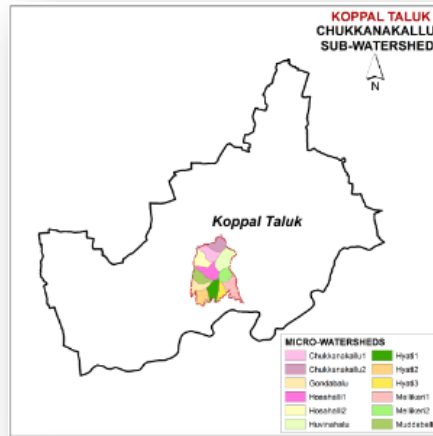 KOPPAL TALUK
CHUKKANAKALLU
SUB-WATERSHED
N
Koppal Taluk
MICRO-WATERSHEDS
Chukkanakallu1
Chukkanakallu2
Gondabalu
Hosahalli1
Hosahalli2
Huvinahalu
Hyati1
Hyati2
Hyati3
Mellikeri1
Mellikeri2
Muddaballi